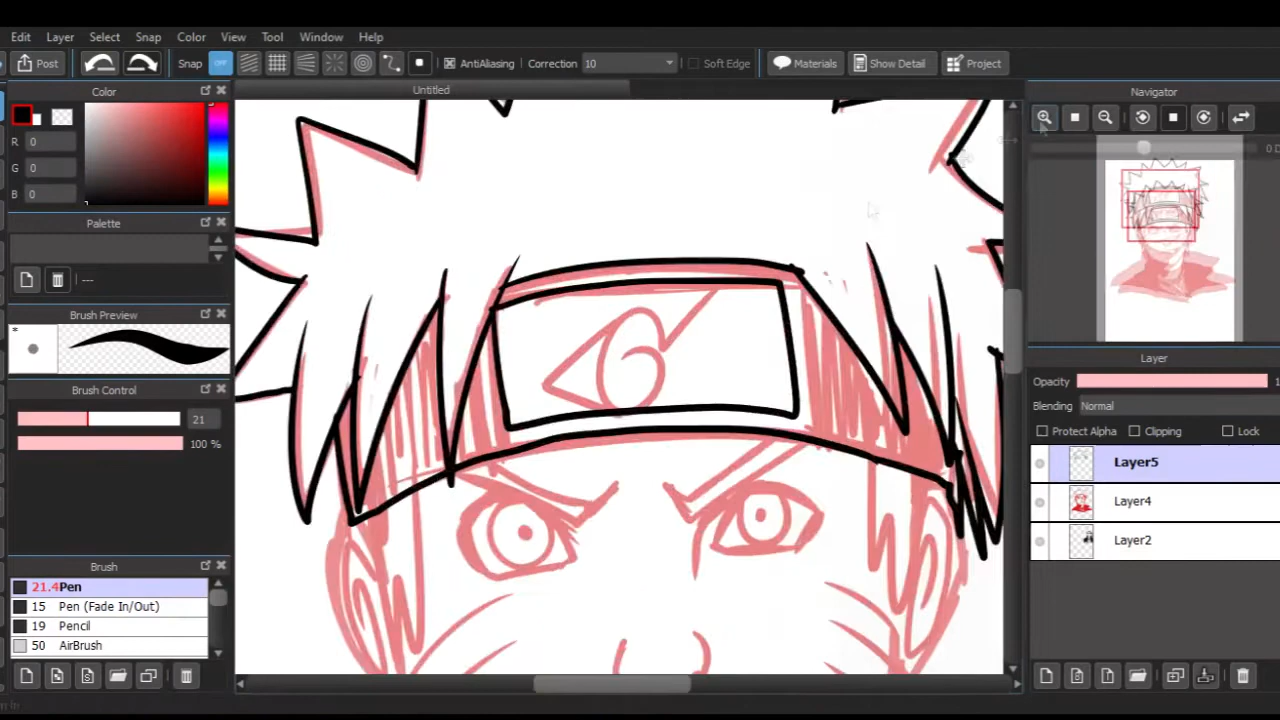 Edit Layer Select Snap Color View Tool Window Help
Post Snap OFF AntiAliasing Correction 10 Soft Edge Materials Show Detail Project
Color
Untitled
Navigator
R 0
G 0
B 0
0
Palette
---
Brush Preview
*
Brush Control
21
100 %
Layer
Opacity 1
Blending Normal
Protect Alpha Clipping Lock
Layer5
Layer4
Layer2
Brush
21.4 Pen
15 Pen (Fade In/Out)
19 Pencil
50 AirBrush